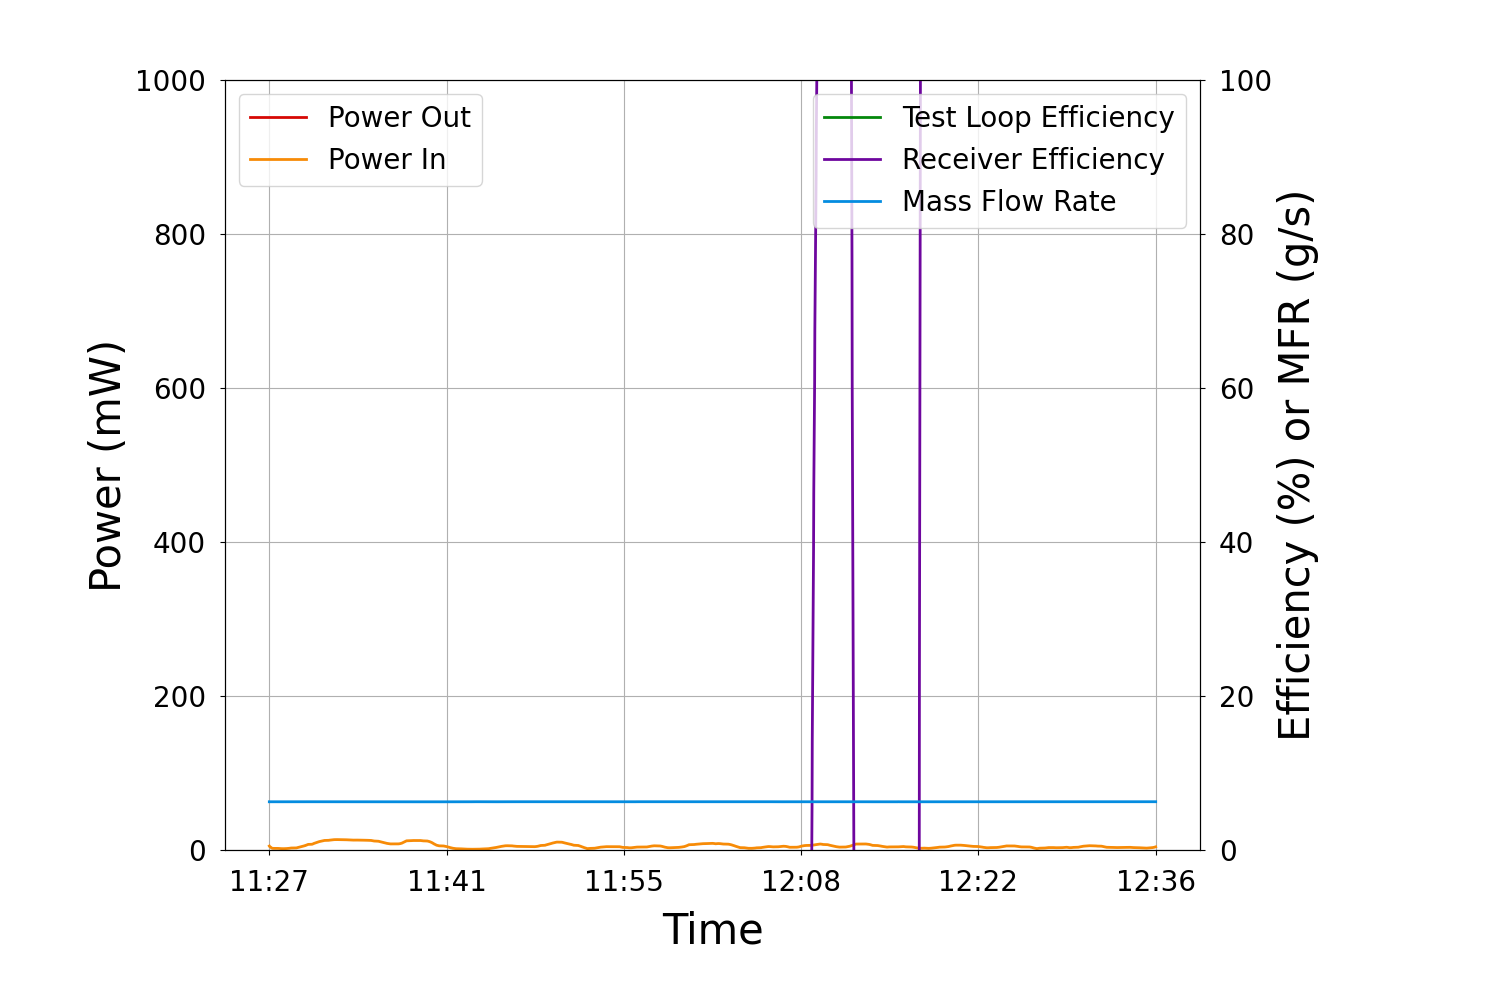 1000
800
600
400
200
0
Power (mW)
Power Out
Power In
Test Loop Efficiency
Receiver Efficiency
Mass Flow Rate
100
80
60
40
20
0
Efficiency (%) or MFR (g/s)
11:27 11:41 11:55 12:08 12:22 12:36
Time